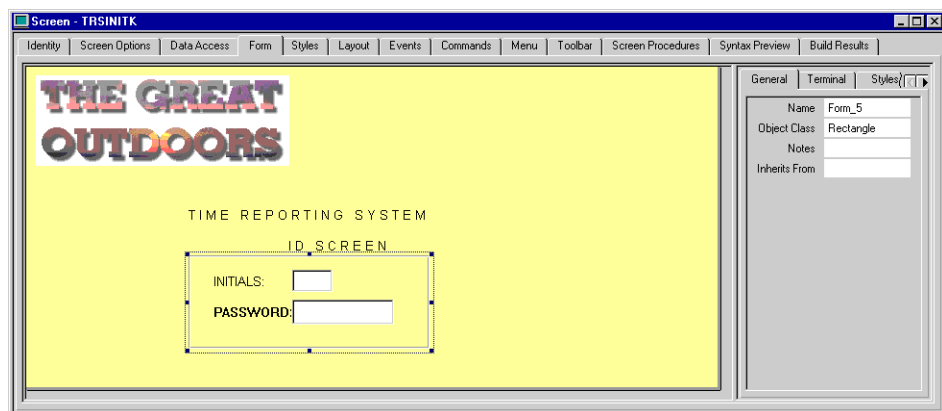 Screen - TRSINITK
Identity Screen Options Data Access Form Styles Layout Events Commands Menu Toolbar Screen Procedures Syntax Preview Build Results
THE GREAT
OUTDOORS
TIME REPORTING SYSTEM
ID SCREEN
INITIALS:
PASSWORD:
General Terminal Styles
Name Form_5
Object Class Rectangle
Notes
Inherits From